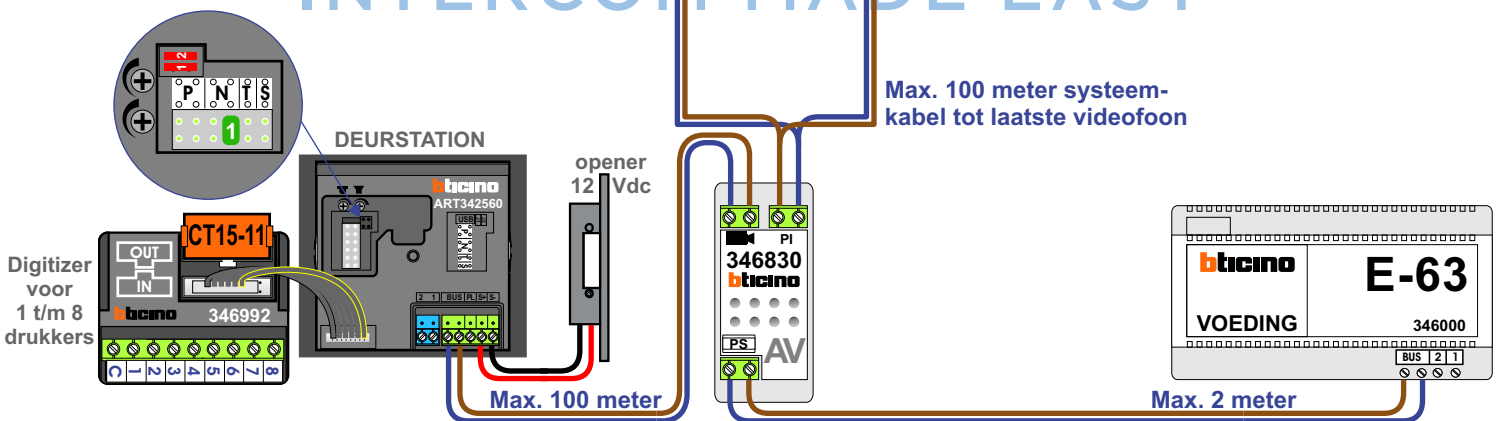 INTERCOM MADE EASY
1 2
P N T S
1
DEURSTATION
opener
12 Vdc
Max. 100 meter systeem-
kabel tot laatste videofoon
bticino
ART342560
USB
P N T S
2 1 BUS PL S+ S-
Digitizer
voor
1 t/m 8
drukkers
OUT
IN
CT15-11
bticino 346992
C 1 2 3 4 5 6 7 8
PI
346830
bticino
PS
AV
bticino
E-63
VOEDING
346000
BUS 2 1
Max. 100 meter
Max. 2 meter